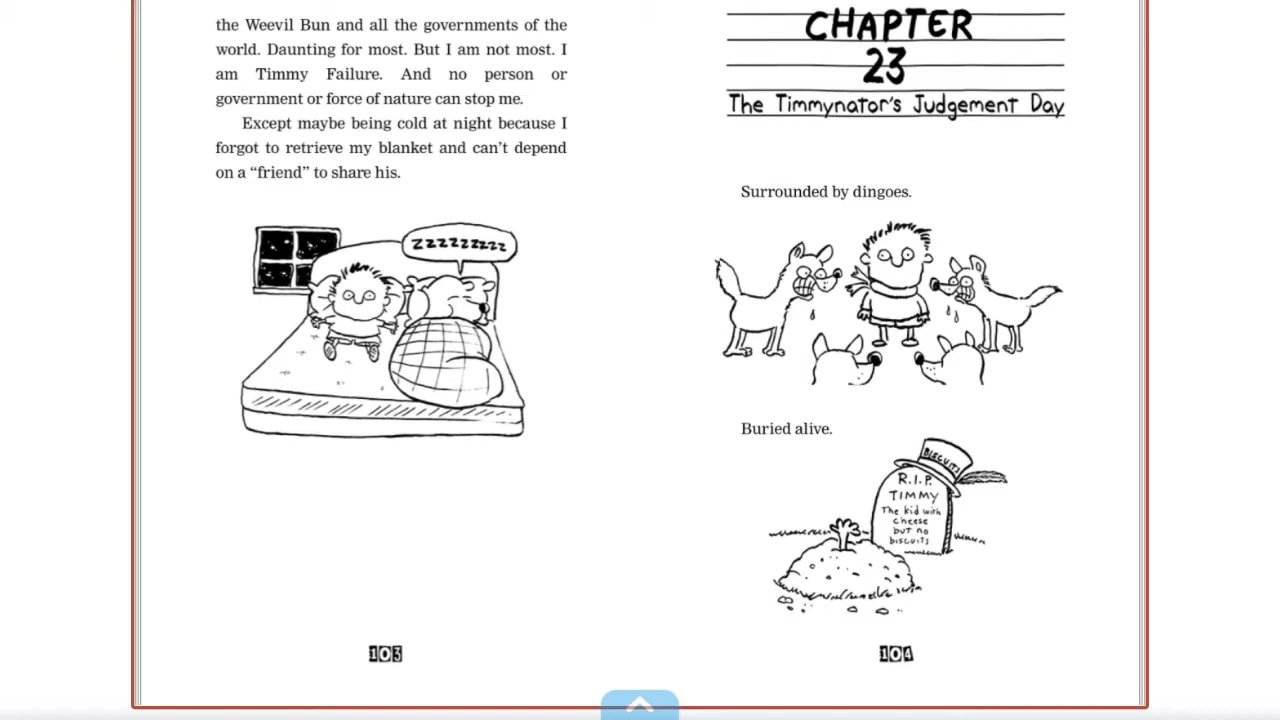 the Weevil Bun and all the governments of the
world. Daunting for most. But I am not most. I
am Timmy Failure. And no person or
government or force of nature can stop me.
Except maybe being cold at night because I
forgot to retrieve my blanket and can’t depend
on a “friend” to share his.
ZZZZZZZZZ
103
CHAPTER
23
The Timmynator's Judgement Day
Surrounded by dingoes.
Buried alive.
BISCUITS
R.I.P.
TIMMY
The kid with
cheese
but no
biscuits
104